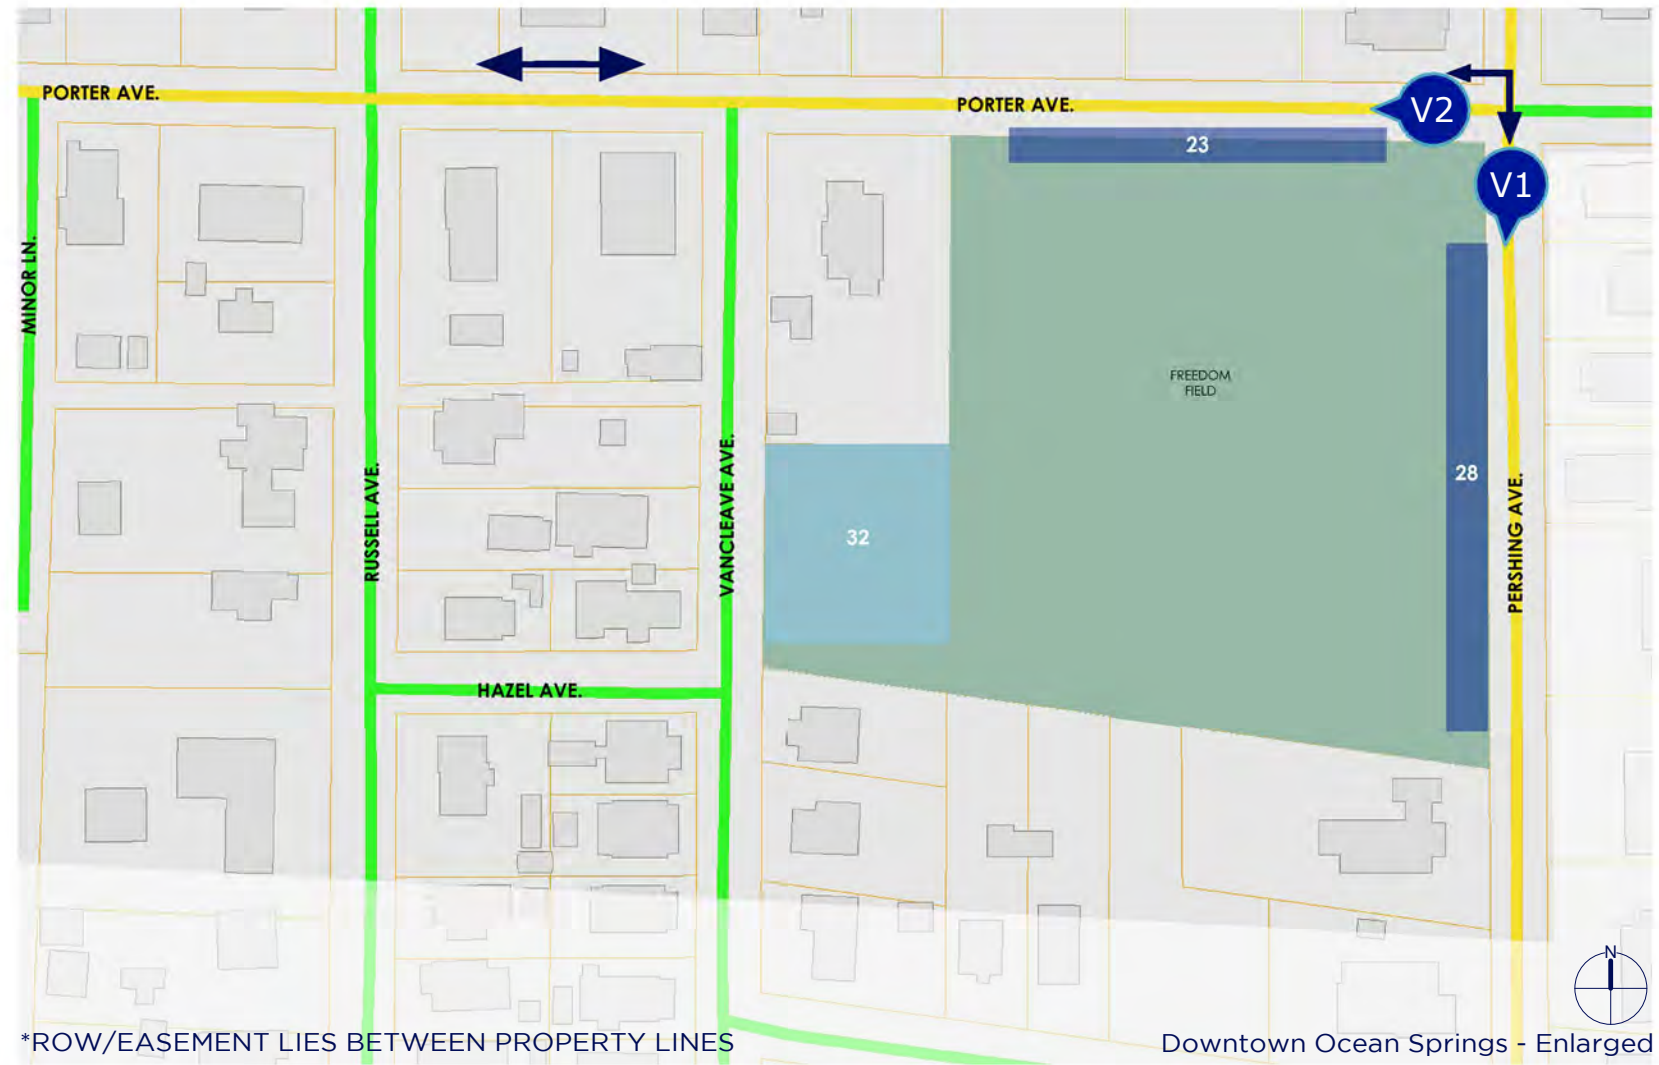 PORTER AVE.
PORTER AVE.
V2
23
V1
MINOR LN.
FREEDOM
FIELD
RUSSELL AVE.
VANCLEAVE AVE.
28
PERSHING AVE.
32
HAZEL AVE.
N
*ROW/EASEMENT LIES BETWEEN PROPERTY LINES
Downtown Ocean Springs - Enlarged